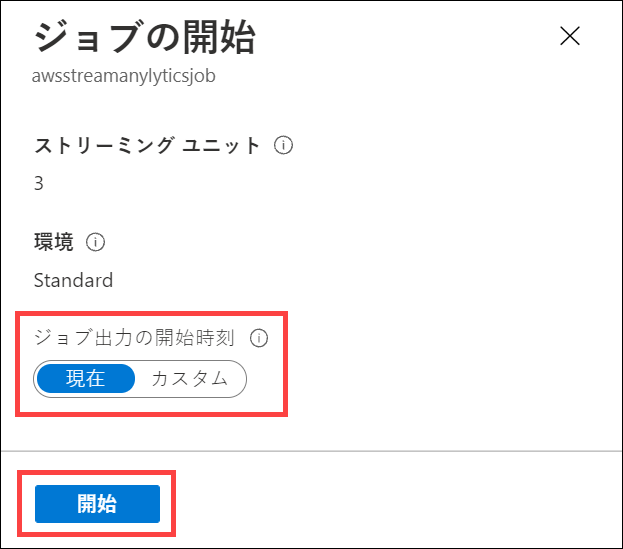 ジョブの開始
awsstreamanylyticsjob
ストリーミング ユニット
3
環境
Standard
ジョブ出力の開始時刻
現在 カスタム
開始